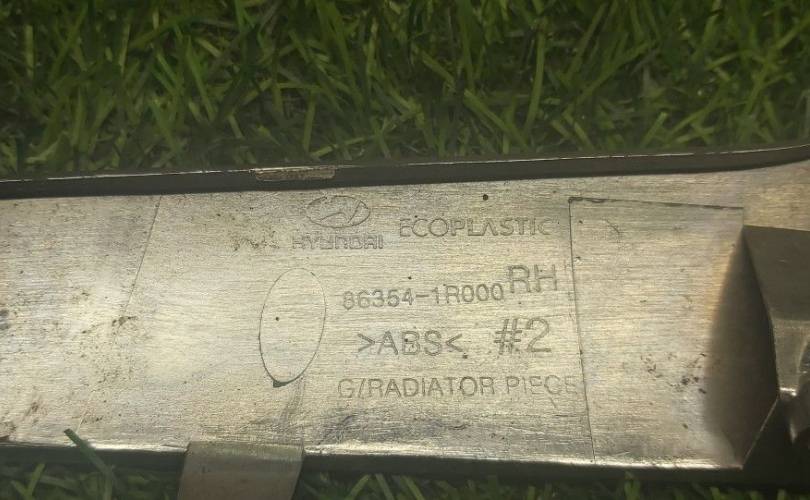 HYUNDAI ECOPLASTIC
86354-1R000 RH
>ABS< #2
G/RADIATOR PIECE